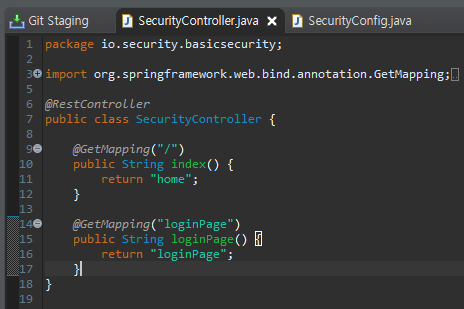 Git Staging SecurityController.java SecurityConfig.java
1 package io.security.basicsecurity;
2
3 import org.springframework.web.bind.annotation.GetMapping;
5
6 @RestController
7 public class SecurityController {
8
9 @GetMapping("/")
10 public String index() {
11 return "home";
12 }
13
14 @GetMapping("loginPage")
15 public String loginPage() {
16 return "loginPage";
17 }
18 }
19